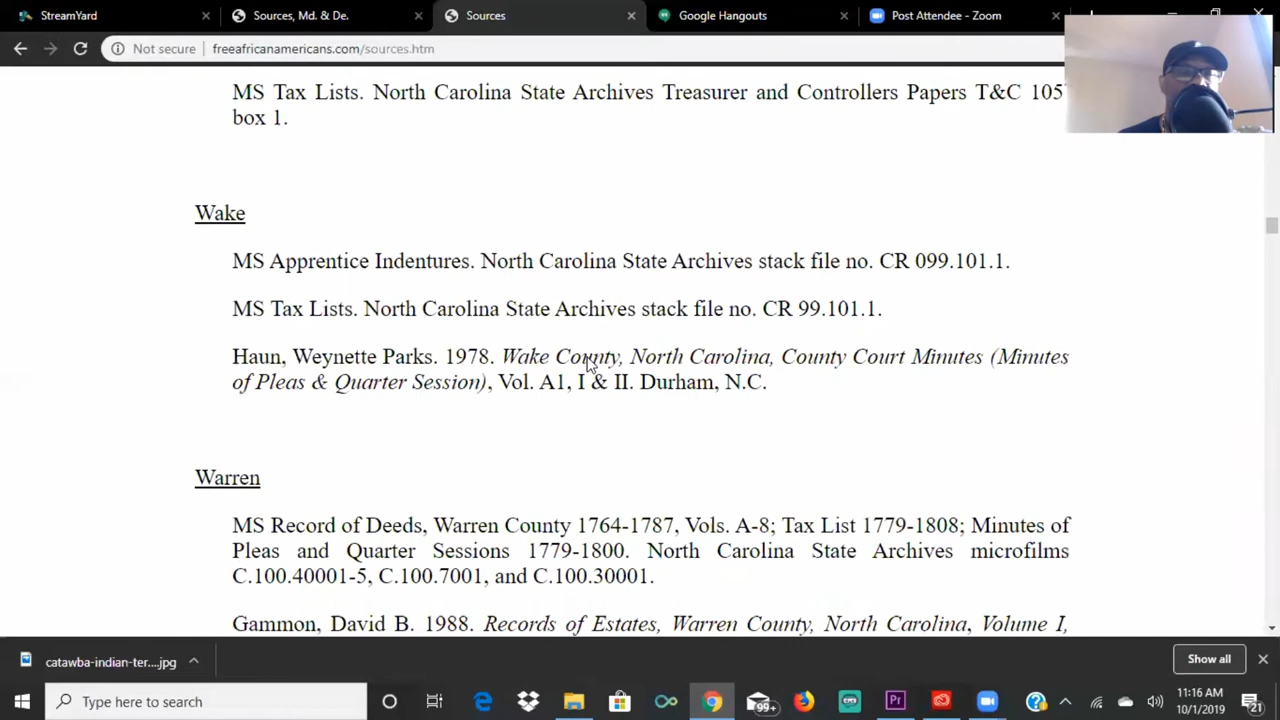 StreamYard
Sources, Md. & De.
Sources
Google Hangouts
Post Attendee - Zoom
Not secure
freeafricanamericans.com/sources.htm
MS Tax Lists. North Carolina State Archives Treasurer and Controllers Papers T&C 105
box 1.
Wake
MS Apprentice Indentures. North Carolina State Archives stack file no. CR 099.101.1.
MS Tax Lists. North Carolina State Archives stack file no. CR 99.101.1.
Haun, Weynette Parks. 1978. Wake County, North Carolina, County Court Minutes (Minutes
of Pleas & Quarter Session), Vol. A1, I & II. Durham, N.C.
Warren
MS Record of Deeds, Warren County 1764-1787, Vols. A-8; Tax List 1779-1808; Minutes of
Pleas and Quarter Sessions 1779-1800. North Carolina State Archives microfilms
C.100.40001-5, C.100.7001, and C.100.30001.
Gammon, David B. 1988. Records of Estates, Warren County, North Carolina, Volume I,
catawba-indian-ter....jpg
Show all
Type here to search
99+
Pr
11:16 AM
10/1/2019
21